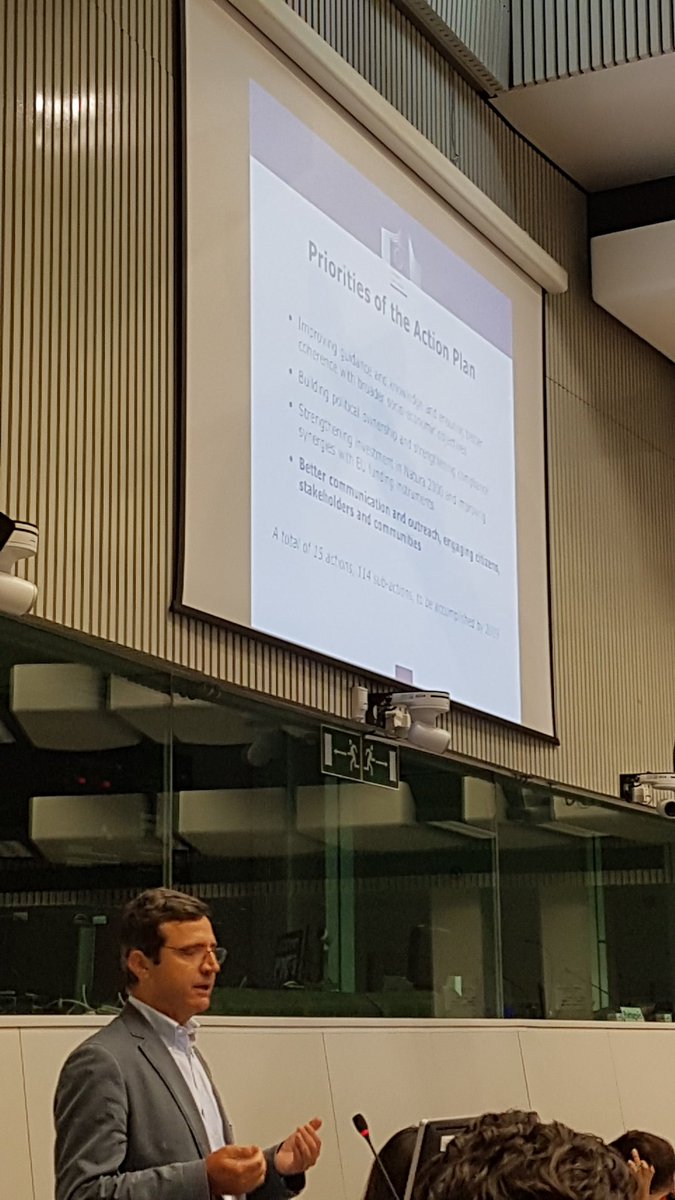 Priorities of the Action Plan
• Improving guidance and knowledge and ensuring better
coherence with broader socio-economic objectives
• Building political ownership and strengthening compliance
• Strengthening investment in Natura 2000 and improving
synergies with EU funding instruments
• Better communication and outreach, engaging citizens,
stakeholders and communities
A total of 15 actions, 114 sub-actions, to be accomplished by 2019